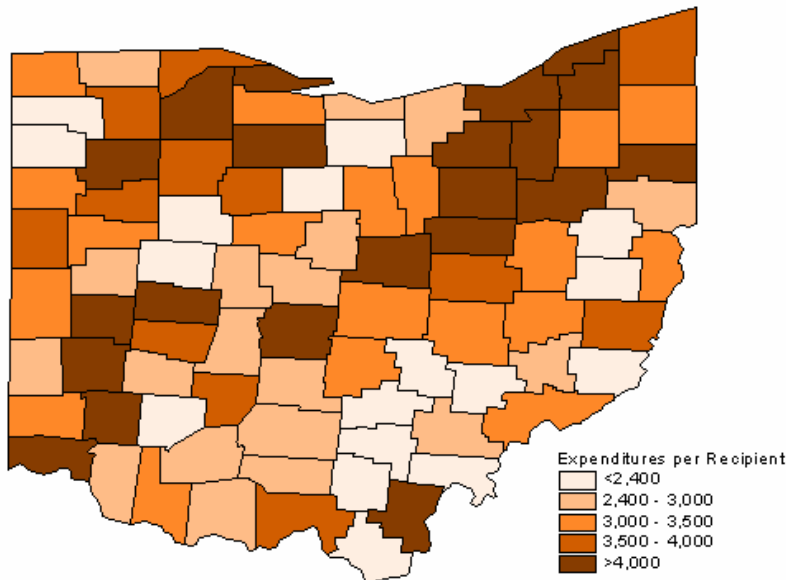 Expenditures per Recipient
<2,400
2,400 - 3,000
3,000 - 3,500
3,500 - 4,000
>4,000